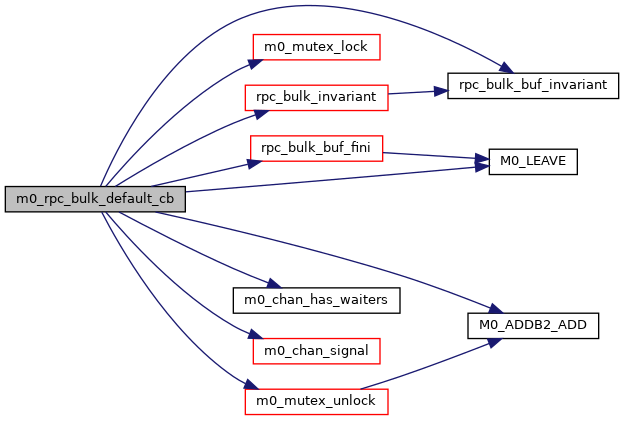 m0_mutex_lock
rpc_bulk_buf_invariant
rpc_bulk_invariant
rpc_bulk_buf_fini
M0_LEAVE
m0_rpc_bulk_default_cb
m0_chan_has_waiters
M0_ADDB2_ADD
m0_chan_signal
m0_mutex_unlock